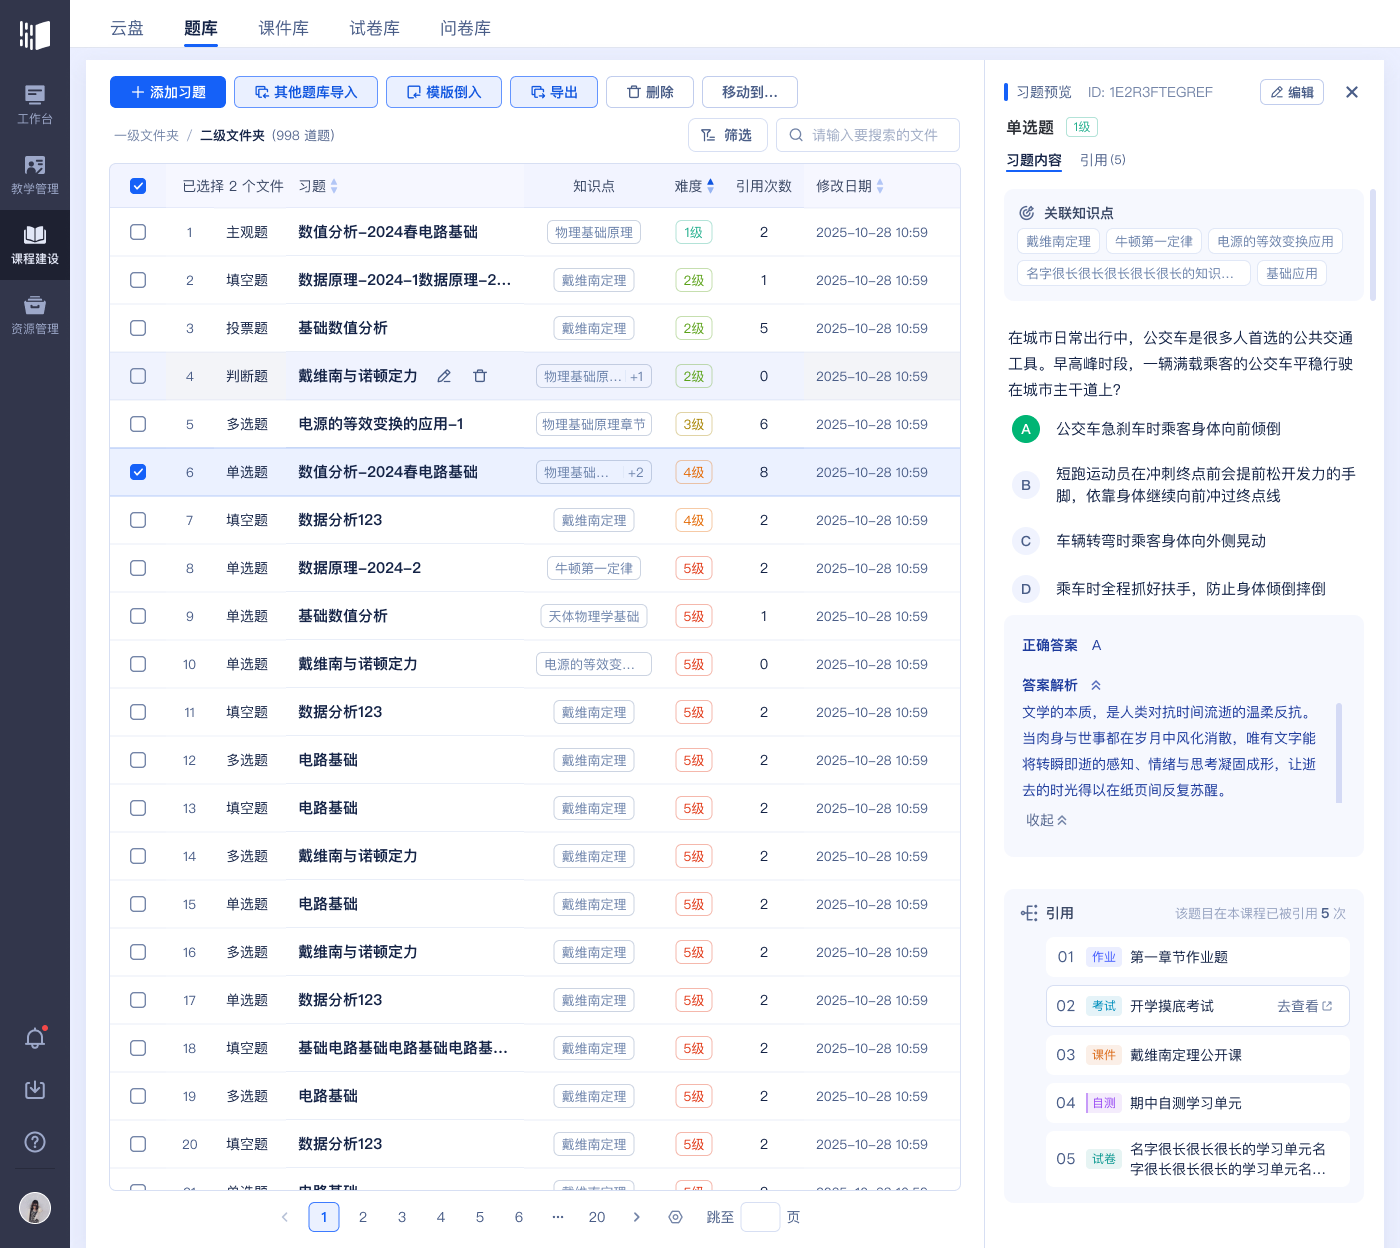 云盘 题库 课件库 试卷库 问卷库
工作台
教学管理
课程建设
资源管理
添加习题 其他题库导入 模版倒入 导出 删除 移动到...
一级文件夹 / 二级文件夹 (998 道题) 筛选 请输入要搜索的文件
已选择 2 个文件 习题 知识点 难度 引用次数 修改日期
1 主观题 数值分析-2024春电路基础 物理基础原理 1级 2 2025-10-28 10:59
2 填空题 数据原理-2024-1数据原理-2... 戴维南定理 2级 1 2025-10-28 10:59
3 投票题 基础数值分析 戴维南定理 2级 5 2025-10-28 10:59
4 判断题 戴维南与诺顿定力 物理基础原... +1 2级 0 2025-10-28 10:59
5 多选题 电源的等效变换的应用-1 物理基础原理章节 3级 6 2025-10-28 10:59
6 单选题 数值分析-2024春电路基础 物理基础... +2 4级 8 2025-10-28 10:59
7 填空题 数据分析123 戴维南定理 4级 2 2025-10-28 10:59
8 单选题 数据原理-2024-2 牛顿第一定律 5级 2 2025-10-28 10:59
9 单选题 基础数值分析 天体物理学基础 5级 1 2025-10-28 10:59
10 单选题 戴维南与诺顿定力 电源的等效变... 5级 0 2025-10-28 10:59
11 填空题 数据分析123 戴维南定理 5级 2 2025-10-28 10:59
12 多选题 电路基础 戴维南定理 5级 2 2025-10-28 10:59
13 填空题 电路基础 戴维南定理 5级 2 2025-10-28 10:59
14 多选题 戴维南与诺顿定力 戴维南定理 5级 2 2025-10-28 10:59
15 单选题 电路基础 戴维南定理 5级 2 2025-10-28 10:59
16 多选题 戴维南与诺顿定力 戴维南定理 5级 2 2025-10-28 10:59
17 单选题 数据分析123 戴维南定理 5级 2 2025-10-28 10:59
18 填空题 基础电路基础电路基础电路基... 戴维南定理 5级 2 2025-10-28 10:59
19 多选题 电路基础 戴维南定理 5级 2 2025-10-28 10:59
20 填空题 数据分析123 戴维南定理 5级 2 2025-10-28 10:59
1 2 3 4 5 6 ··· 20 跳至 页
习题预览 ID: 1E2R3FTEGREF 编辑
单选题 1级
习题内容 引用 (5)
关联知识点
戴维南定理 牛顿第一定律 电源的等效变换应用
名字很长很长很长很长很长的知识... 基础应用
在城市日常出行中，公交车是很多人首选的公共交通
工具。早高峰时段，一辆满载乘客的公交车平稳行驶
在城市主干道上？
A 公交车急刹车时乘客身体向前倾倒
B 短跑运动员在冲刺终点前会提前松开发力的手
脚，依靠身体继续向前冲过终点线
C 车辆转弯时乘客身体向外侧晃动
D 乘车时全程抓好扶手，防止身体倾倒摔倒
正确答案 A
答案解析
文学的本质，是人类对抗时间流逝的温柔反抗。
当肉身与世事都在岁月中风化消散，唯有文字能
将转瞬即逝的感知、情绪与思考凝固成形，让逝
去的时光得以在纸页间反复苏醒。
收起
引用 该题目在本课程已被引用 5 次
01 作业 第一章节作业题
02 考试 开学摸底考试 去查看
03 课件 戴维南定理公开课
04 自测 期中自测学习单元
05 试卷 名字很长很长很长的学习单元名
字很长很长很长的学习单元名...